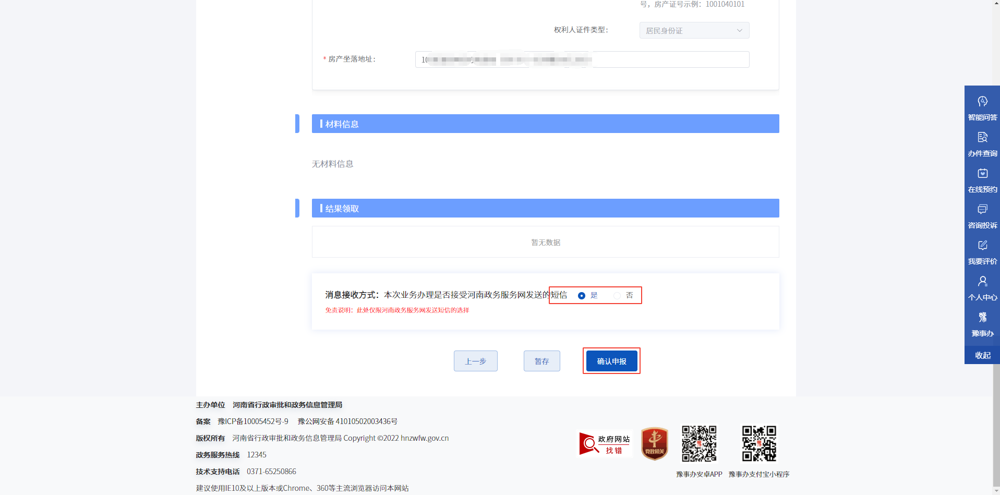 号，房产证号示例：1001040101
权利人证件类型：
居民身份证
* 房产坐落地址：
10
材料信息
无材料信息
结果领取
暂无数据
消息接收方式：本次业务办理是否接受河南政务服务网发送的短信 是 否
免责说明：此处仅限河南政务服务网发送短信的选择
上一步 暂存 确认申报
主办单位 河南省行政审批和政务信息管理局
备案 豫ICP备10005452号-9 豫公网安备 41010502003436号
版权所有 河南省行政审批和政务信息管理局 Copyright ©2022 hnzwfw.gov.cn
政务服务热线 12345
技术支持电话 0371-65250866
建议使用IE10及以上版本或Chrome、360等主流浏览器访问本网站
政府网站
找错
党政机关
豫事办安卓APP
豫事办支付宝小程序
智能问答
办件查询
在线预约
咨询投诉
我要评价
个人中心
豫事办
收起